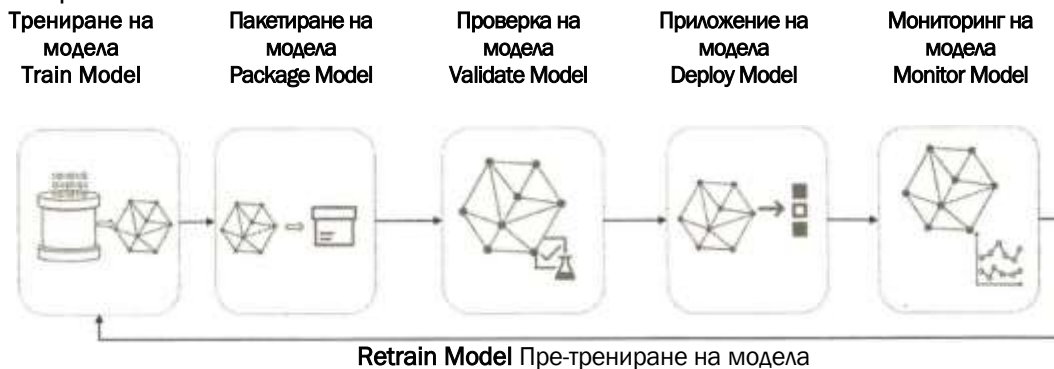 Трениране на
модела
Train Model
Пакетиране на
модела
Package Model
Проверка на
модела
Validate Model
Приложение на
модела
Deploy Model
Мониторинг на
модела
Monitor Model
Retrain Model Пре-трениране на модела